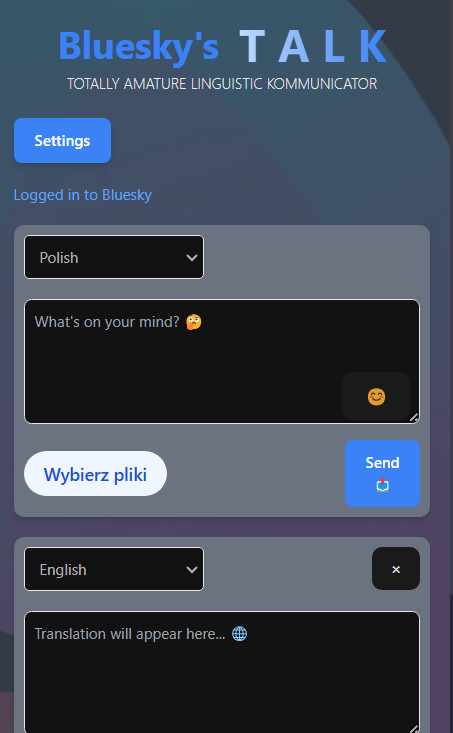 Bluesky's TALK
TOTALLY AMATURE LINGUISTIC KOMMUNICATOR
Settings
Logged in to Bluesky
Polish
What's on your mind? 🤔
😊
Wybierz pliki
Send
📩
English
×
Translation will appear here... 🌐